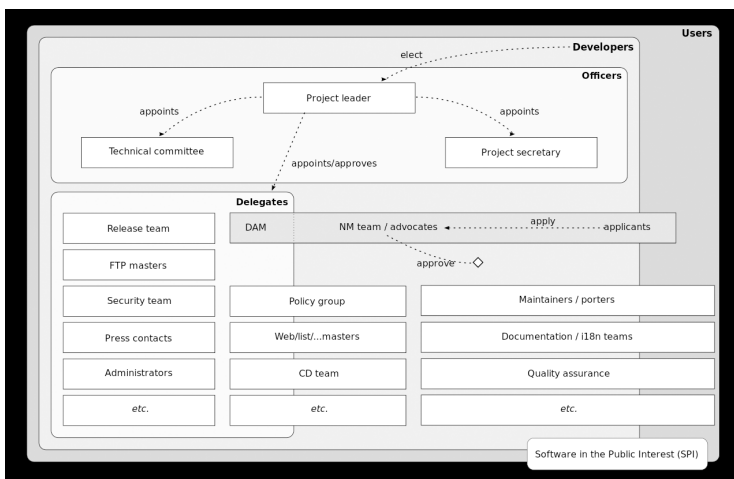 Users
Developers
elect
Officers
Project leader
appoints
appoints
Technical committee
Project secretary
appoints/approves
Delegates
Release team
DAM
NM team / advocates
apply
applicants
FTP masters
approve
Security team
Policy group
Maintainers / porters
Press contacts
Web/list/...masters
Documentation / i18n teams
Administrators
CD team
Quality assurance
etc.
etc.
etc.
Software in the Public Interest (SPI)